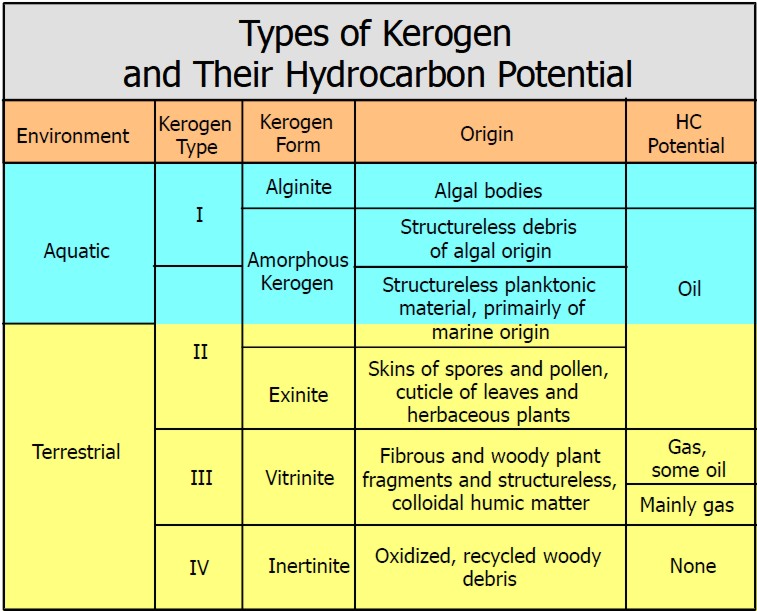 Types of Kerogen
and Their Hydrocarbon Potential
Environment
Kerogen
Type
Kerogen
Form
Origin
HC
Potential
Aquatic
I
Alginite
Algal bodies
Amorphous
Kerogen
Structureless debris
of algal origin
Structureless planktonic
material, primairly of
marine origin
Oil
Terrestrial
II
Exinite
Skins of spores and pollen,
cuticle of leaves and
herbaceous plants
III
Vitrinite
Fibrous and woody plant
fragments and structureless,
colloidal humic matter
Gas,
some oil
Mainly gas
IV
Inertinite
Oxidized, recycled woody
debris
None